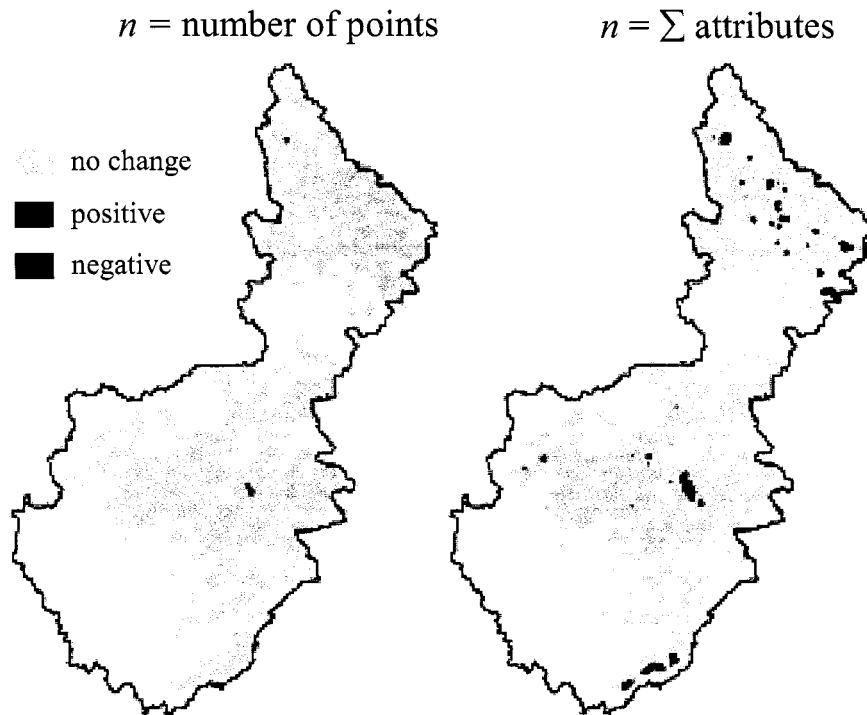 n = number of points
n = ∑ attributes
no change
positive
negative